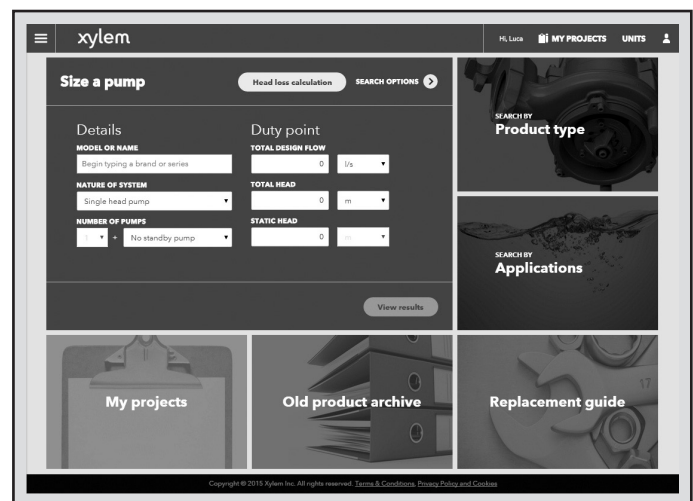 xylem
Hi, Luca MY PROJECTS UNITS
Size a pump
Head loss calculation
SEARCH OPTIONS
Details
MODEL OR NAME
Begin typing a brand or series
NATURE OF SYSTEM
Single head pump
NUMBER OF PUMPS
1 + No standby pump
Duty point
TOTAL DESIGN FLOW
0 l/s
TOTAL HEAD
0 m
STATIC HEAD
0 m
View results
SEARCH BY
Product type
SEARCH BY
Applications
My projects
Old product archive
Replacement guide
17
Copyright © 2015 Xylem Inc. All rights reserved. Terms & Conditions, Privacy Policy and Cookies